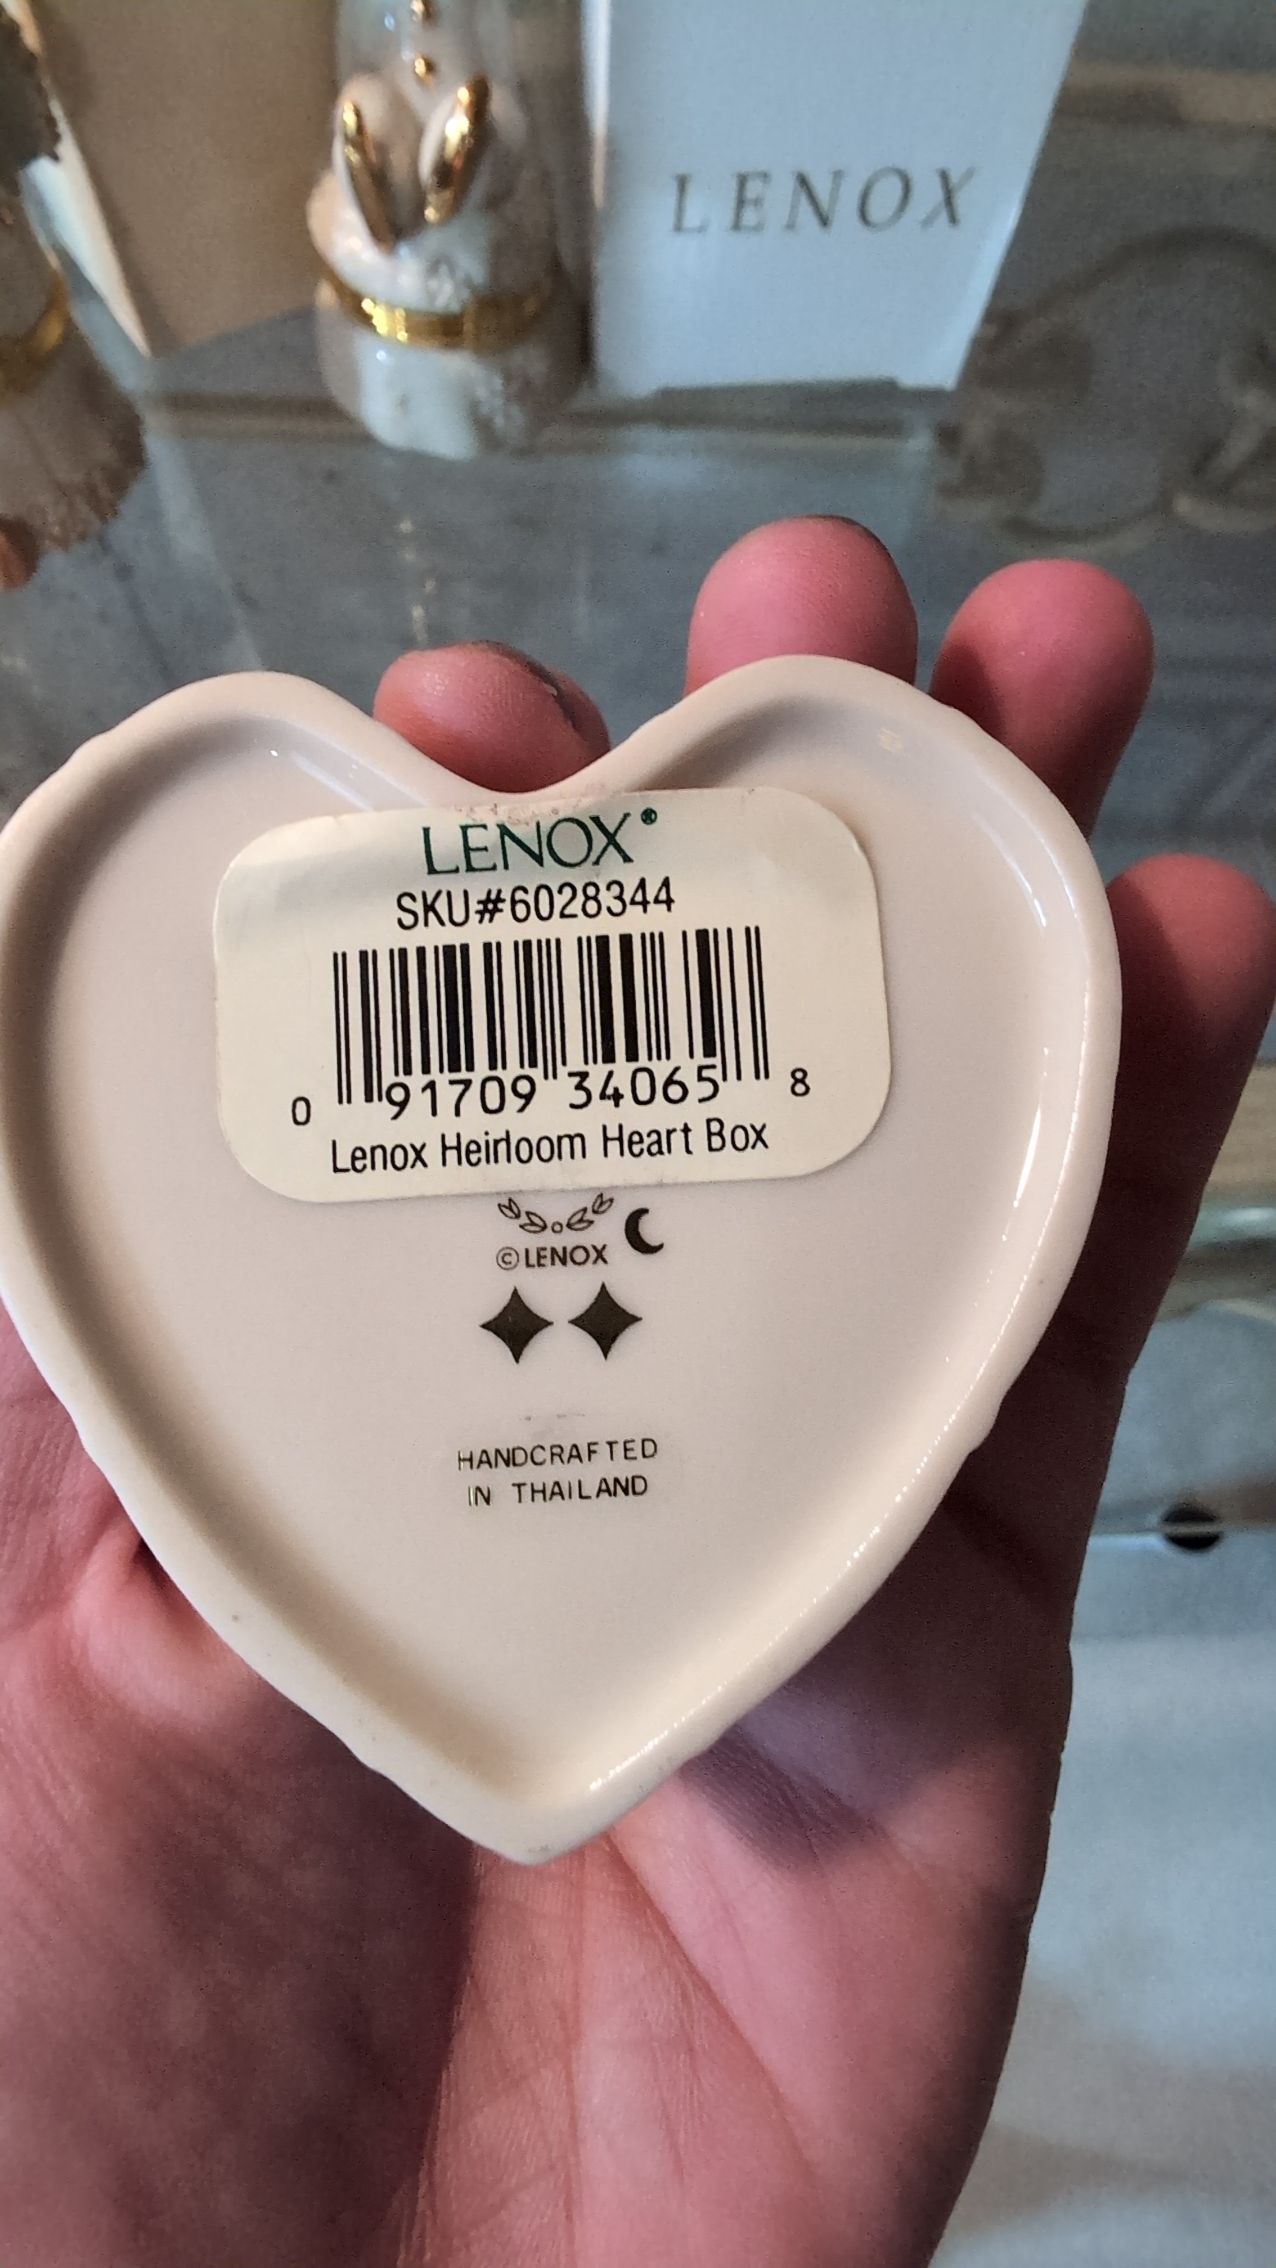 LENOX
LENOX®
SKU#6028344
0 91709 34065 8
Lenox Heirloom Heart Box
©LENOX
HANDCRAFTED
IN THAILAND